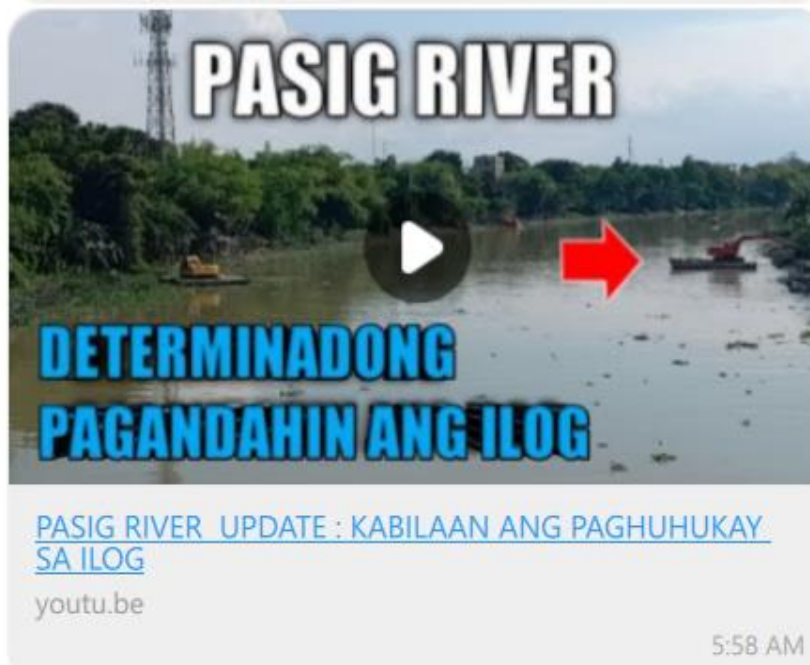 PASIG RIVER
DETERMINADONG
PAGANDAHIN ANG ILOG
PASIG RIVER UPDATE : KABILAAN ANG PAGHUHUKAY
SA ILOG
youtu.be
5:58 AM